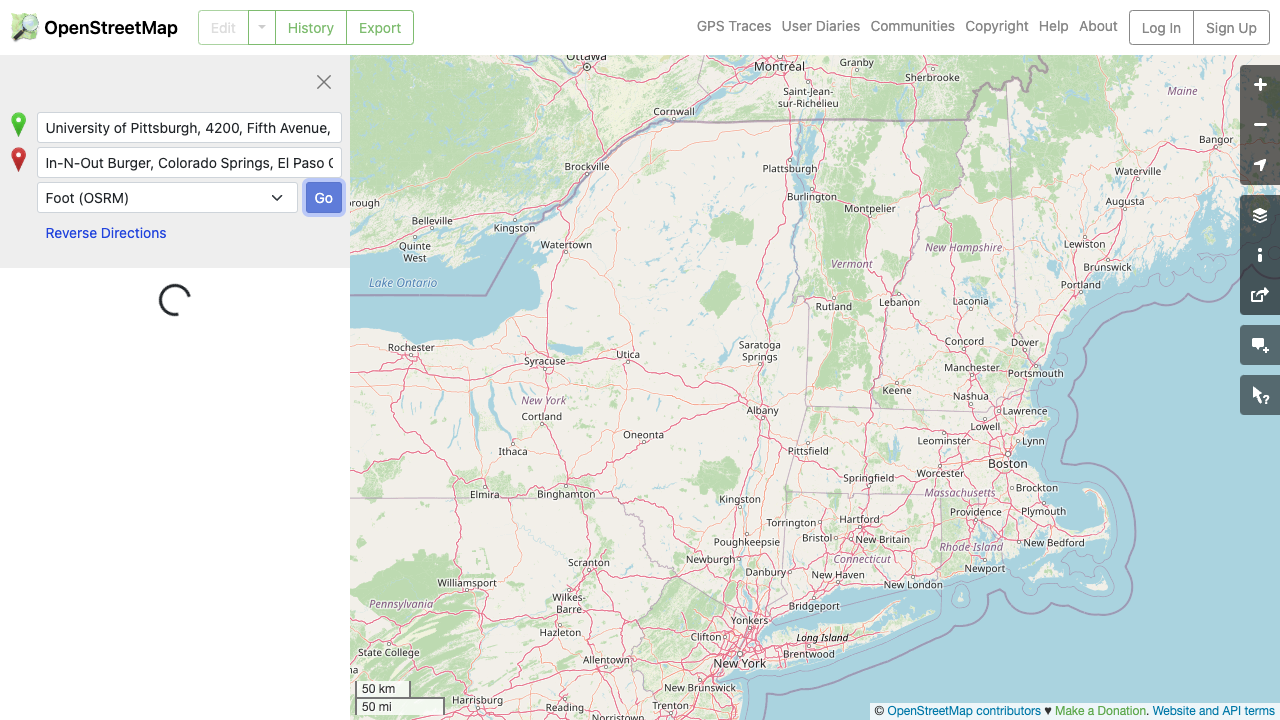 OpenStreetMap
Edit
History
Export
GPS Traces
User Diaries
Communities
Copyright
Help
About
Log In
Sign Up
University of Pittsburgh, 4200, Fifth Avenue,
In-N-Out Burger, Colorado Springs, El Paso C
Foot (OSRM)
Go
Reverse Directions
Ottawa
Montréal
Granby
Sherbrooke
Saint-Jean-
sur-Richelieu
Maine
Cornwall
Bangor
Brockville
Plattsburgh
Waterville
Burlington
Augusta
Montpelier
orough
Belleville
Kingston
Quinte
West
Watertown
New Hampshire
Lewiston
Brunswick
Vermont
Portland
Lake Ontario
Rutland
Lebanon
Laconia
Rochester
Syracuse
Utica
Saratoga
Springs
Concord
Dover
Manchester
Portsmouth
Keene
Nashua
New York
Cortland
Albany
Lawrence
Lowell
Oneonta
Ithaca
Pittsfield
Leominster
Lynn
Boston
Worcester
Springfield
Elmira
Binghamton
Kingston
Massachusetts
Brockton
Providence
Plymouth
Torrington
Hartford
Poughkeepsie
Bristol
New Britain
New Bedford
Rhode Island
Newburgh
Connecticut
Scranton
Danbury
New Haven
Newport
Williamsport
New London
Wilkes-
Barre
Pennsylvania
Bridgeport
Yonkers
Hazleton
Clifton
Long Island
State College
Brentwood
Allentown
New York
na
50 km
New Brunswick
50 mi
Harrisburg
Reading
Trenton
Norristown
Toms River
© OpenStreetMap contributors ♥ Make a Donation. Website and API terms